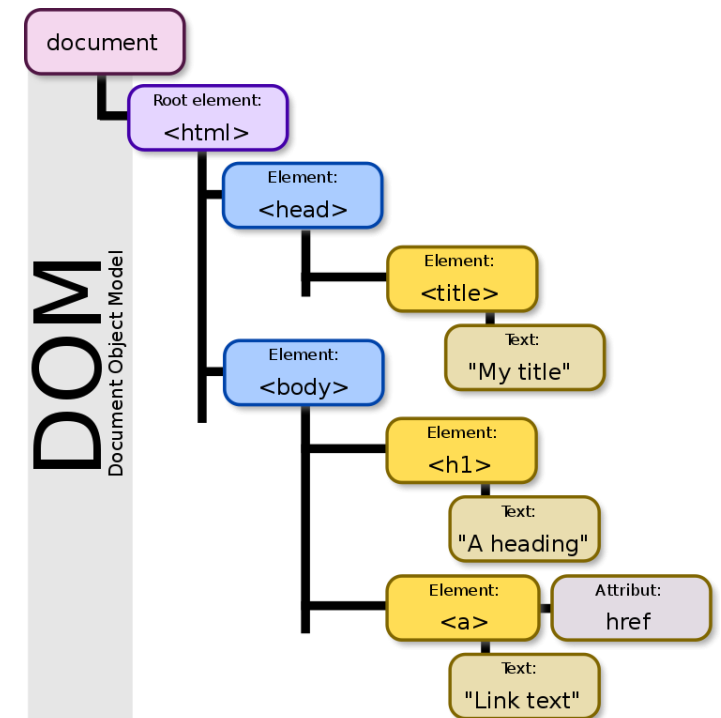 document
Root element:
<html>
Element:
<head>
Element:
<title>
Text:
"My title"
DOM
Document Object Model
Element:
<body>
Element:
<h1>
Text:
"A heading"
Element:
<a>
Attribut:
href
Text:
"Link text"